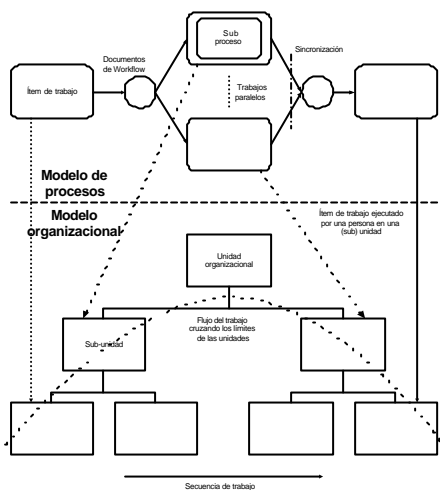 Sub
proceso
Documentos
de Workflow
Sincronización
Ítem de trabajo
Trabajos
paralelos
Modelo de
procesos
Modelo
organizacional
Ítem de trabajo ejecutado
por una persona en una
(sub) unidad
Unidad
organizacional
Flujo del trabajo
cruzando los límites
de las unidades
Sub-unidad
Secuencia de trabajo